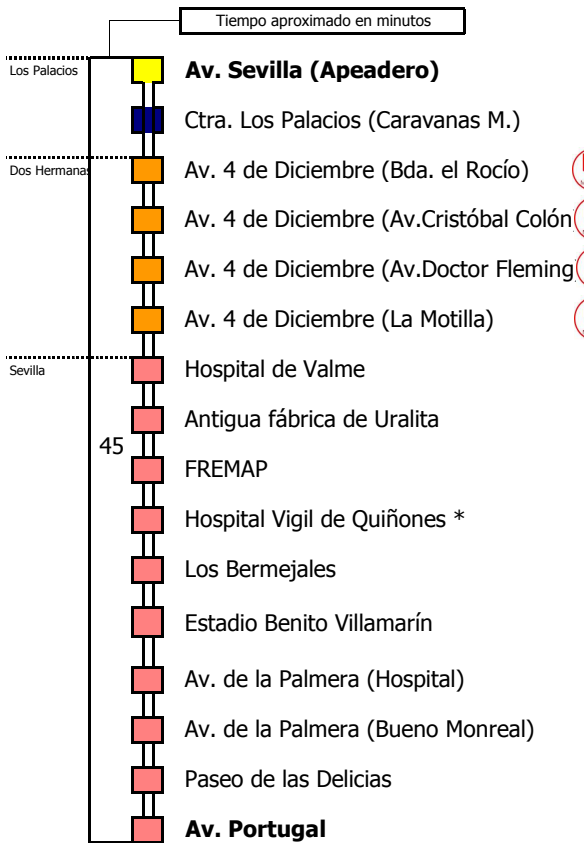 Tiempo aproximado en minutos
Los Palacios
Av. Sevilla (Apeadero)
Ctra. Los Palacios (Caravanas M.)
Dos Hermanas
Av. 4 de Diciembre (Bda. el Rocío)
Av. 4 de Diciembre (Av.Cristóbal Colón
Av. 4 de Diciembre (Av.Doctor Fleming
Av. 4 de Diciembre (La Motilla)
Sevilla
Hospital de Valme
Antigua fábrica de Uralita
45
FREMAP
Hospital Vigil de Quiñones *
Los Bermejales
Estadio Benito Villamarín
Av. de la Palmera (Hospital)
Av. de la Palmera (Bueno Monreal)
Paseo de las Delicias
Av. Portugal